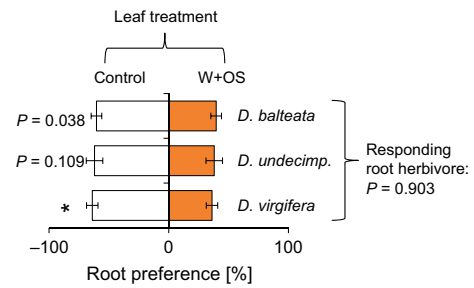 Leaf treatment
Control W+OS
P = 0.038 D. balteata
P = 0.109 D. undecimp.
* D. virgifera
Responding
root herbivore:
P = 0.903
−100 0 100
Root preference [%]